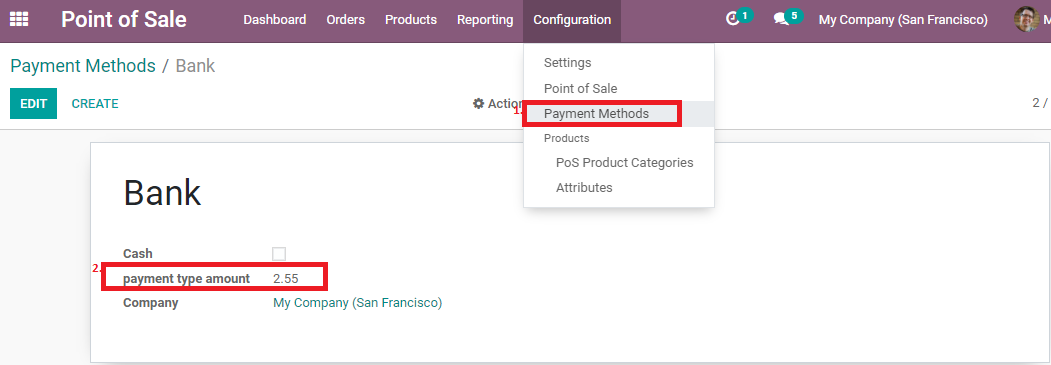 Point of Sale Dashboard Orders Products Reporting Configuration 1 5 My Company (San Francisco) M
Payment Methods / Bank
Settings
EDIT CREATE Action 2 /
Point of Sale
1. Payment Methods
Products
PoS Product Categories
Attributes
Bank
Cash
2. payment type amount 2.55
Company My Company (San Francisco)